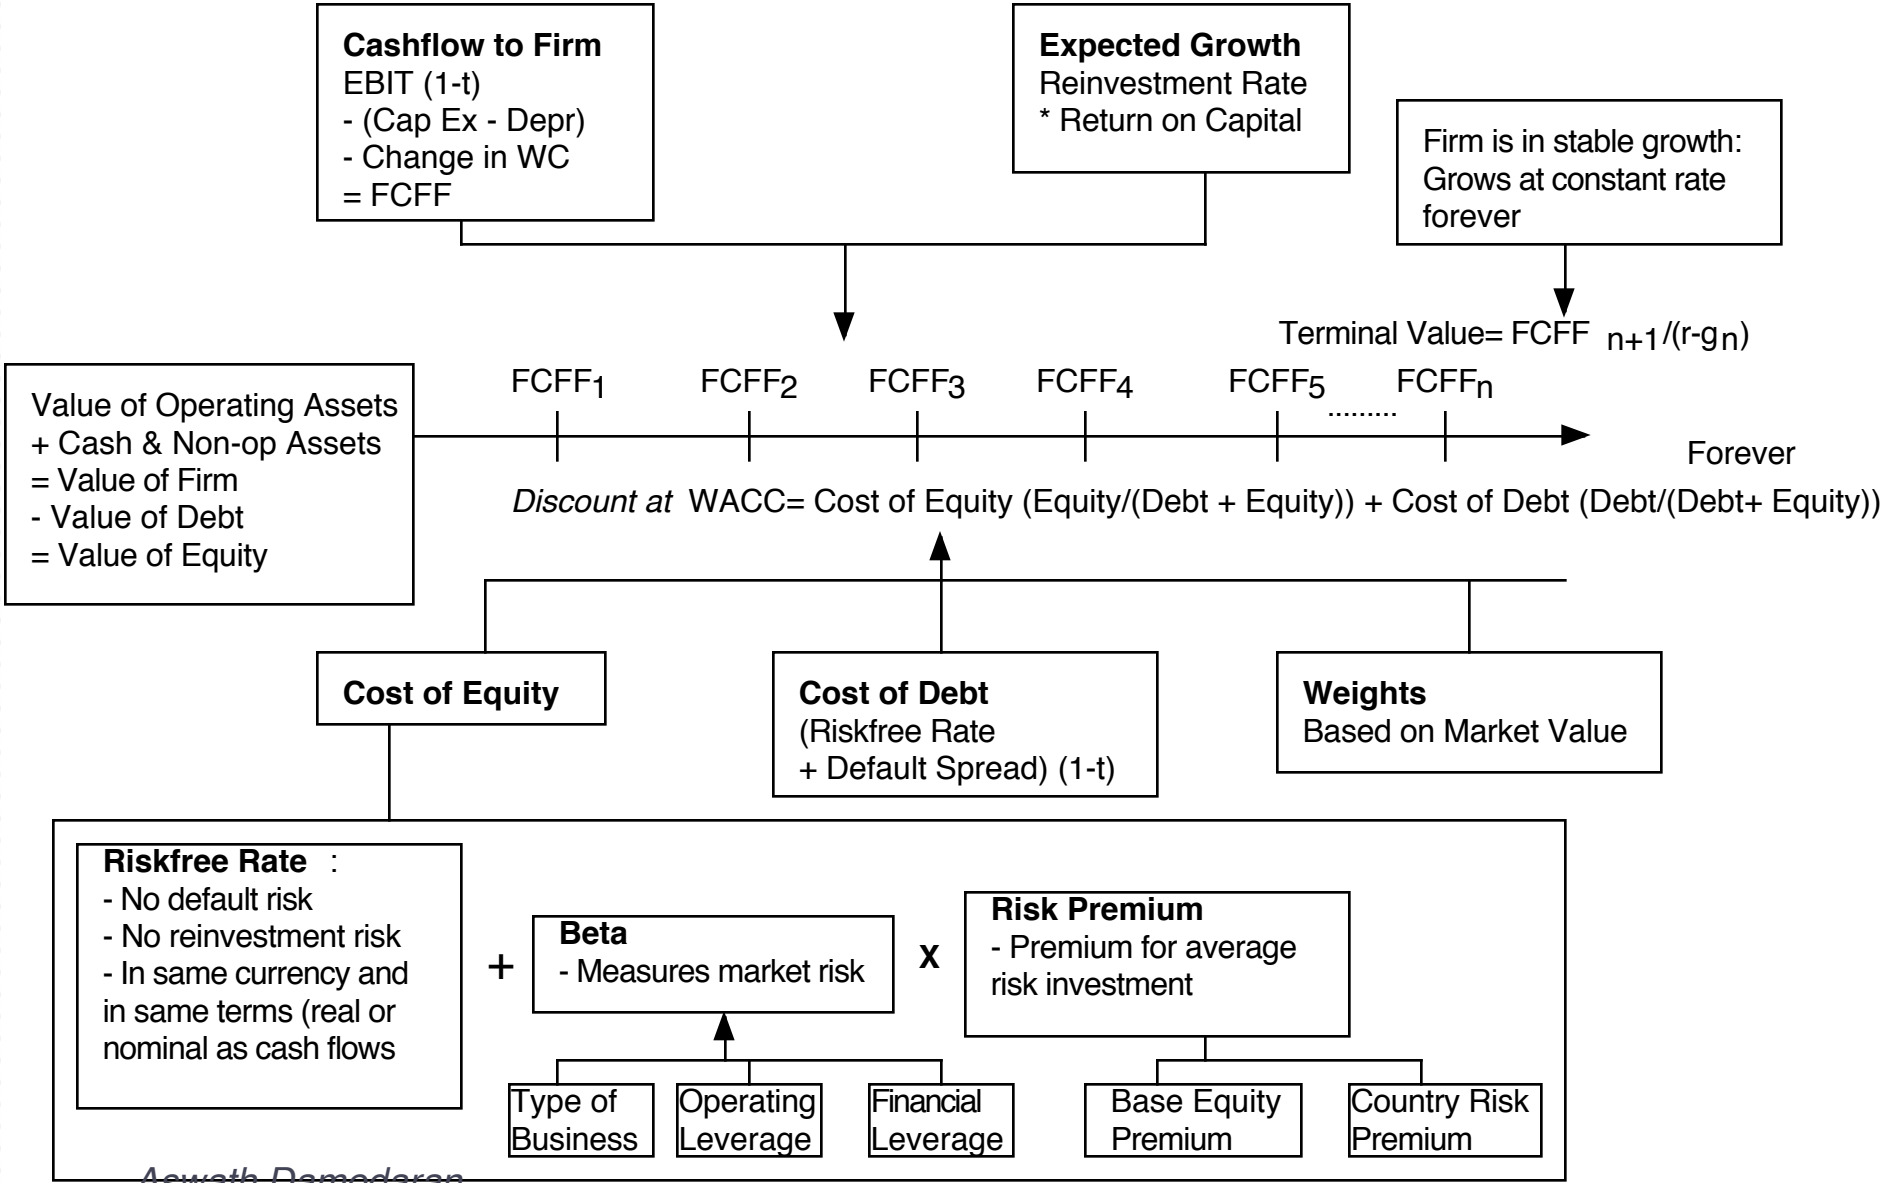 Cashflow to Firm
EBIT (1-t)
- (Cap Ex - Depr)
- Change in WC
= FCFF
Expected Growth
Reinvestment Rate
* Return on Capital
Firm is in stable growth:
Grows at constant rate
forever
Terminal Value= FCFF n+1/(r-gn)
FCFF1 FCFF2 FCFF3 FCFF4 FCFF5 ......... FCFFn
Forever
Value of Operating Assets
+ Cash & Non-op Assets
= Value of Firm
- Value of Debt
= Value of Equity
Discount at WACC= Cost of Equity (Equity/(Debt + Equity)) + Cost of Debt (Debt/(Debt+ Equity))
Cost of Equity
Cost of Debt
(Riskfree Rate
+ Default Spread) (1-t)
Weights
Based on Market Value
Riskfree Rate :
- No default risk
- No reinvestment risk
- In same currency and
in same terms (real or
nominal as cash flows
+
Beta
- Measures market risk
X
Risk Premium
- Premium for average
risk investment
Type of
Business
Operating
Leverage
Financial
Leverage
Base Equity
Premium
Country Risk
Premium
Aswath Damodaran